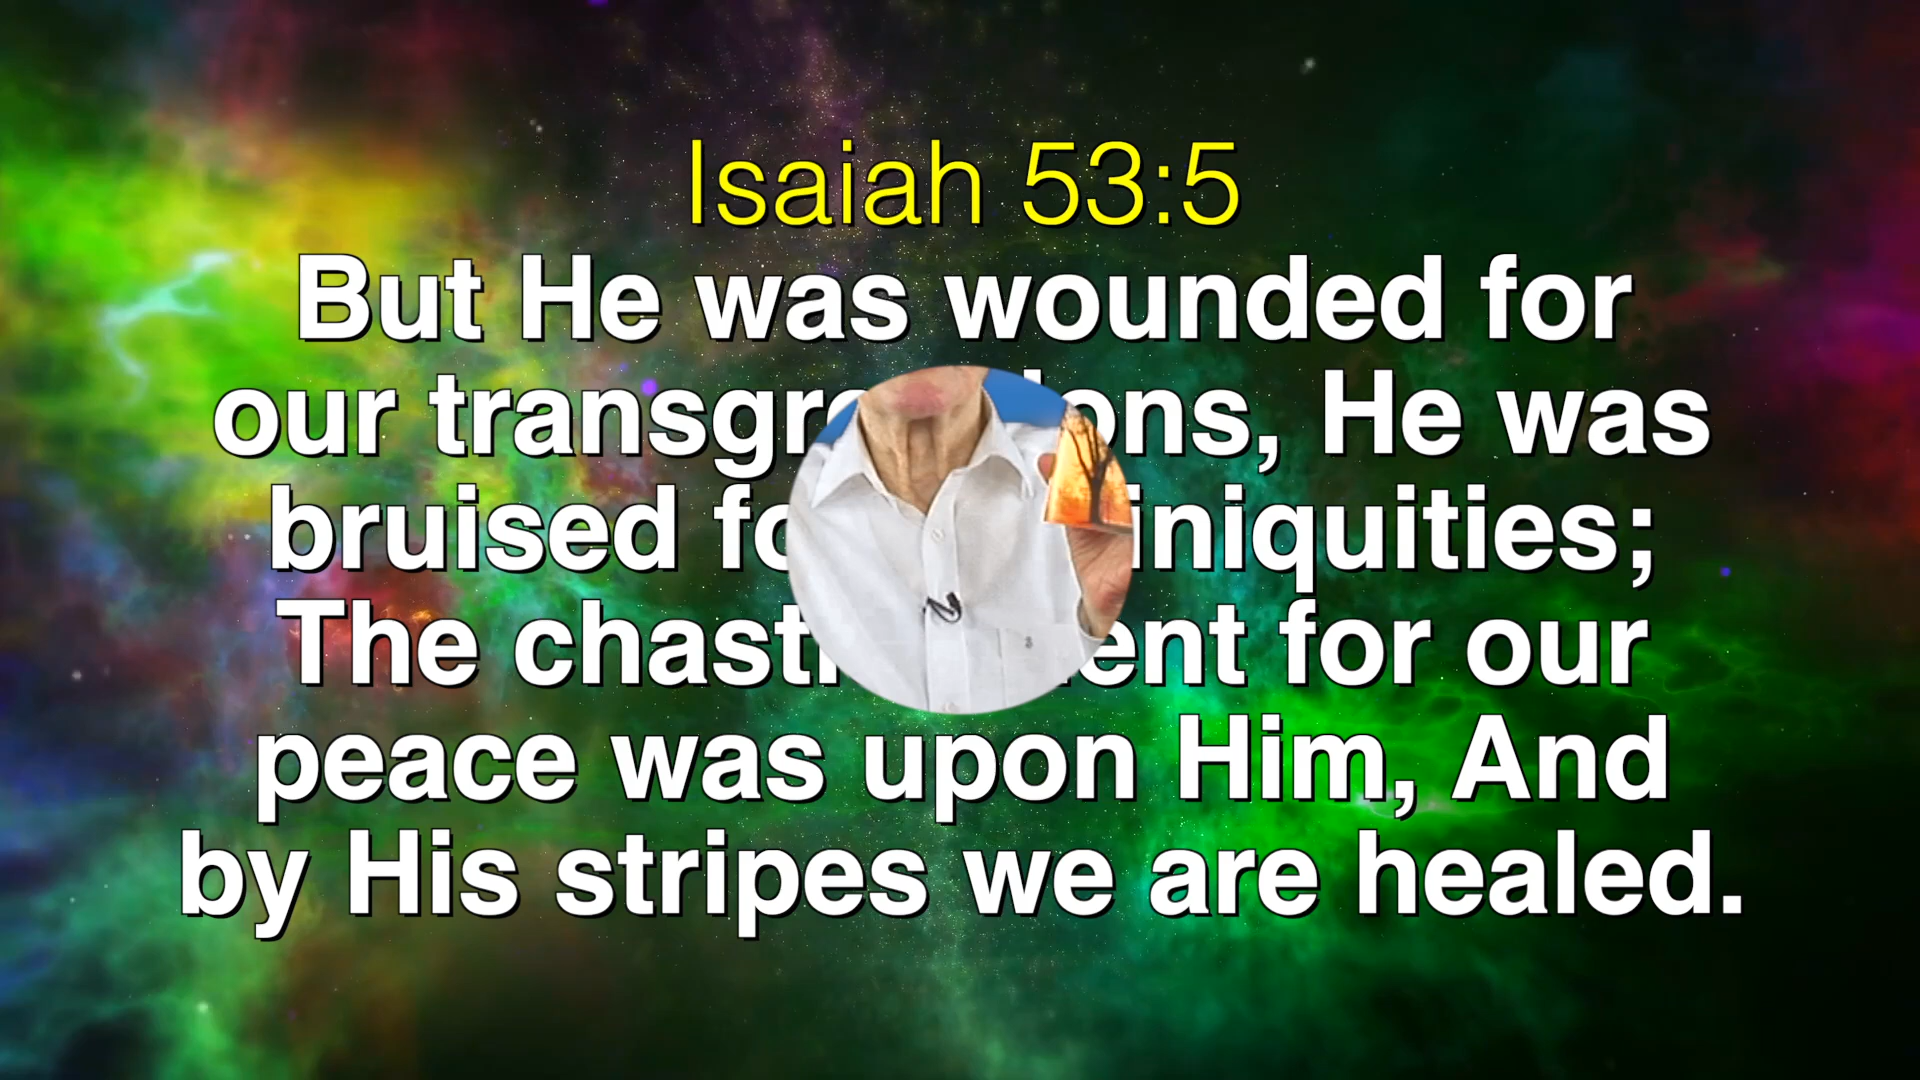 Isaiah 53:5
But He was wounded for
our He was
bruised iniquities;
The for our
peace was upon Him, And
by His stripes we are healed.